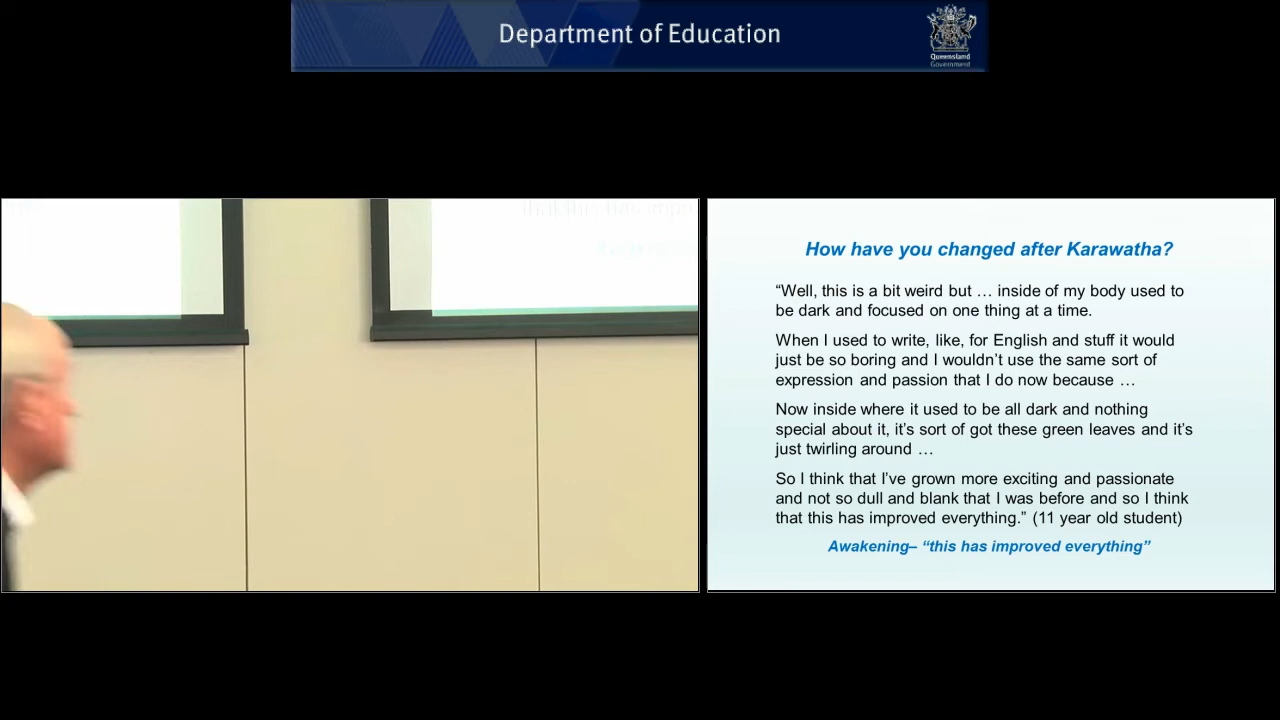 Department of Education
Queensland
Government
How have you changed after Karawatha?
“Well, this is a bit weird but … inside of my body used to
be dark and focused on one thing at a time.
When I used to write, like, for English and stuff it would
just be so boring and I wouldn’t use the same sort of
expression and passion that I do now because …
Now inside where it used to be all dark and nothing
special about it, it’s sort of got these green leaves and it’s
just twirling around …
So I think that I’ve grown more exciting and passionate
and not so dull and blank that I was before and so I think
that this has improved everything.” (11 year old student)
Awakening– “this has improved everything”